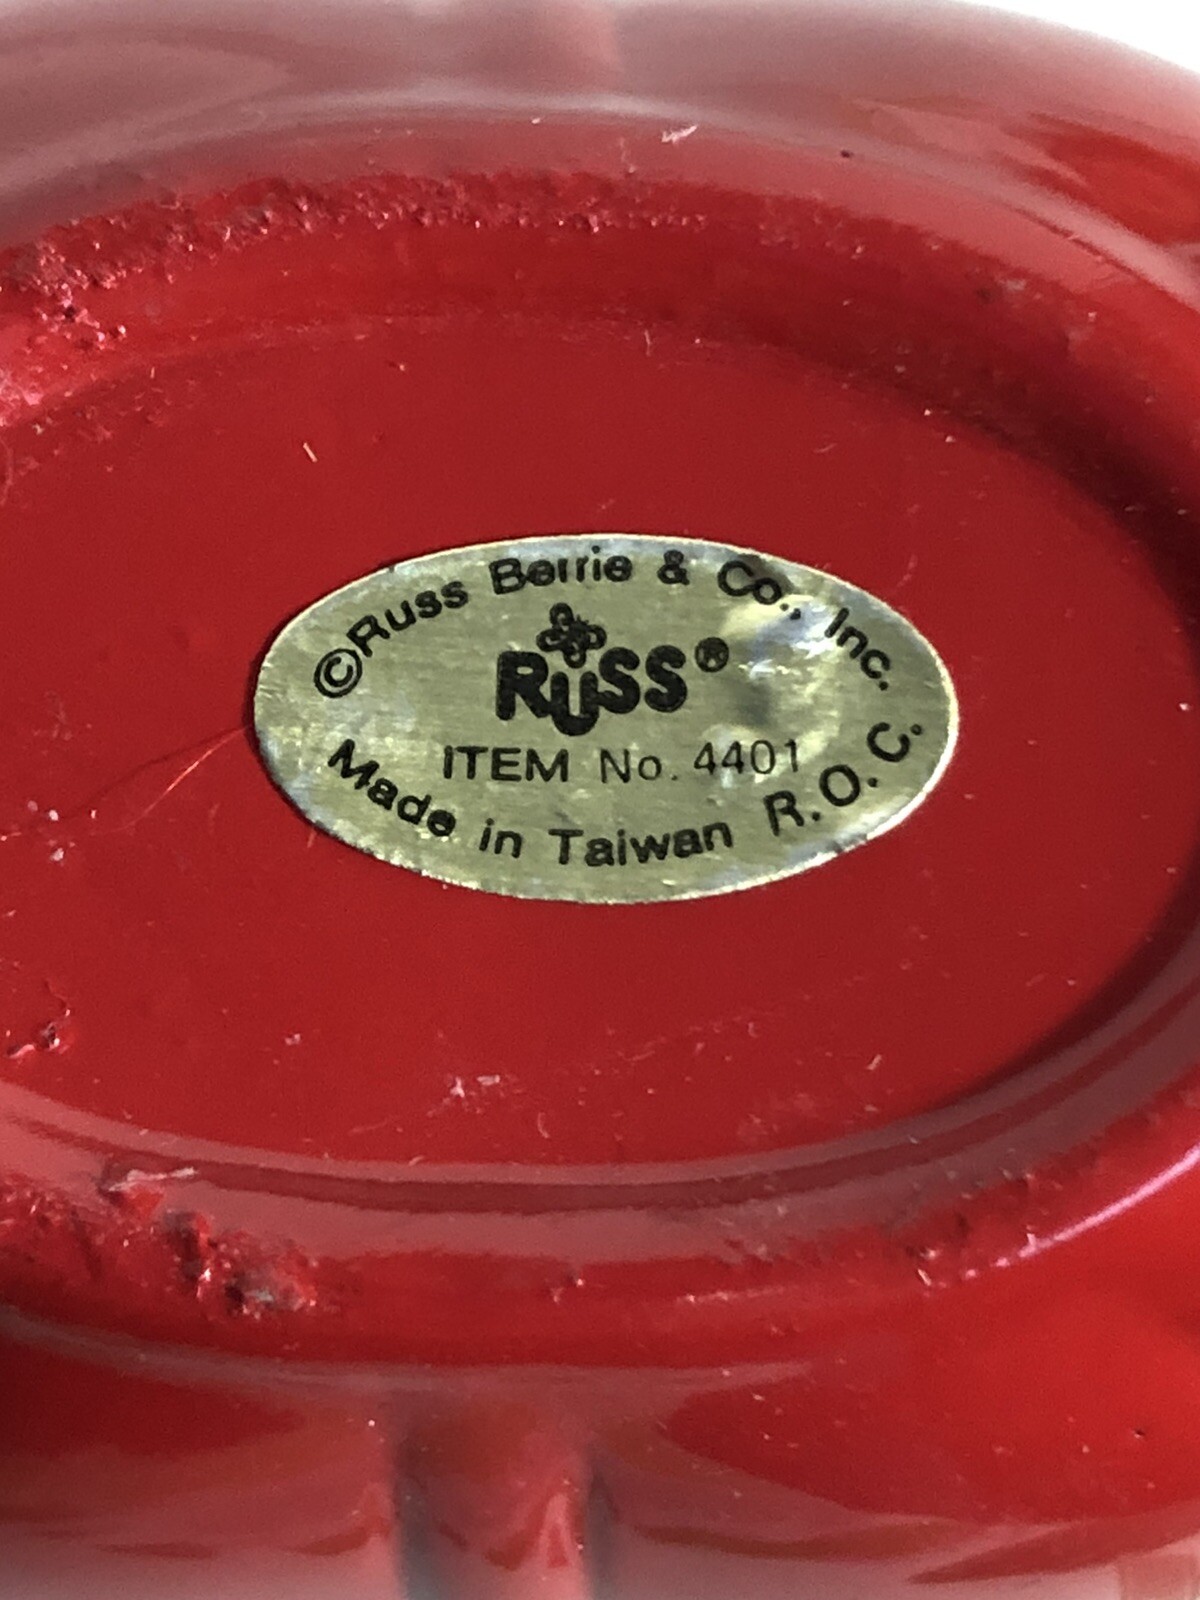 ©Russ Berrie & Co., Inc.
RUSS®
ITEM No. 4401
Made in Taiwan R.O.C.